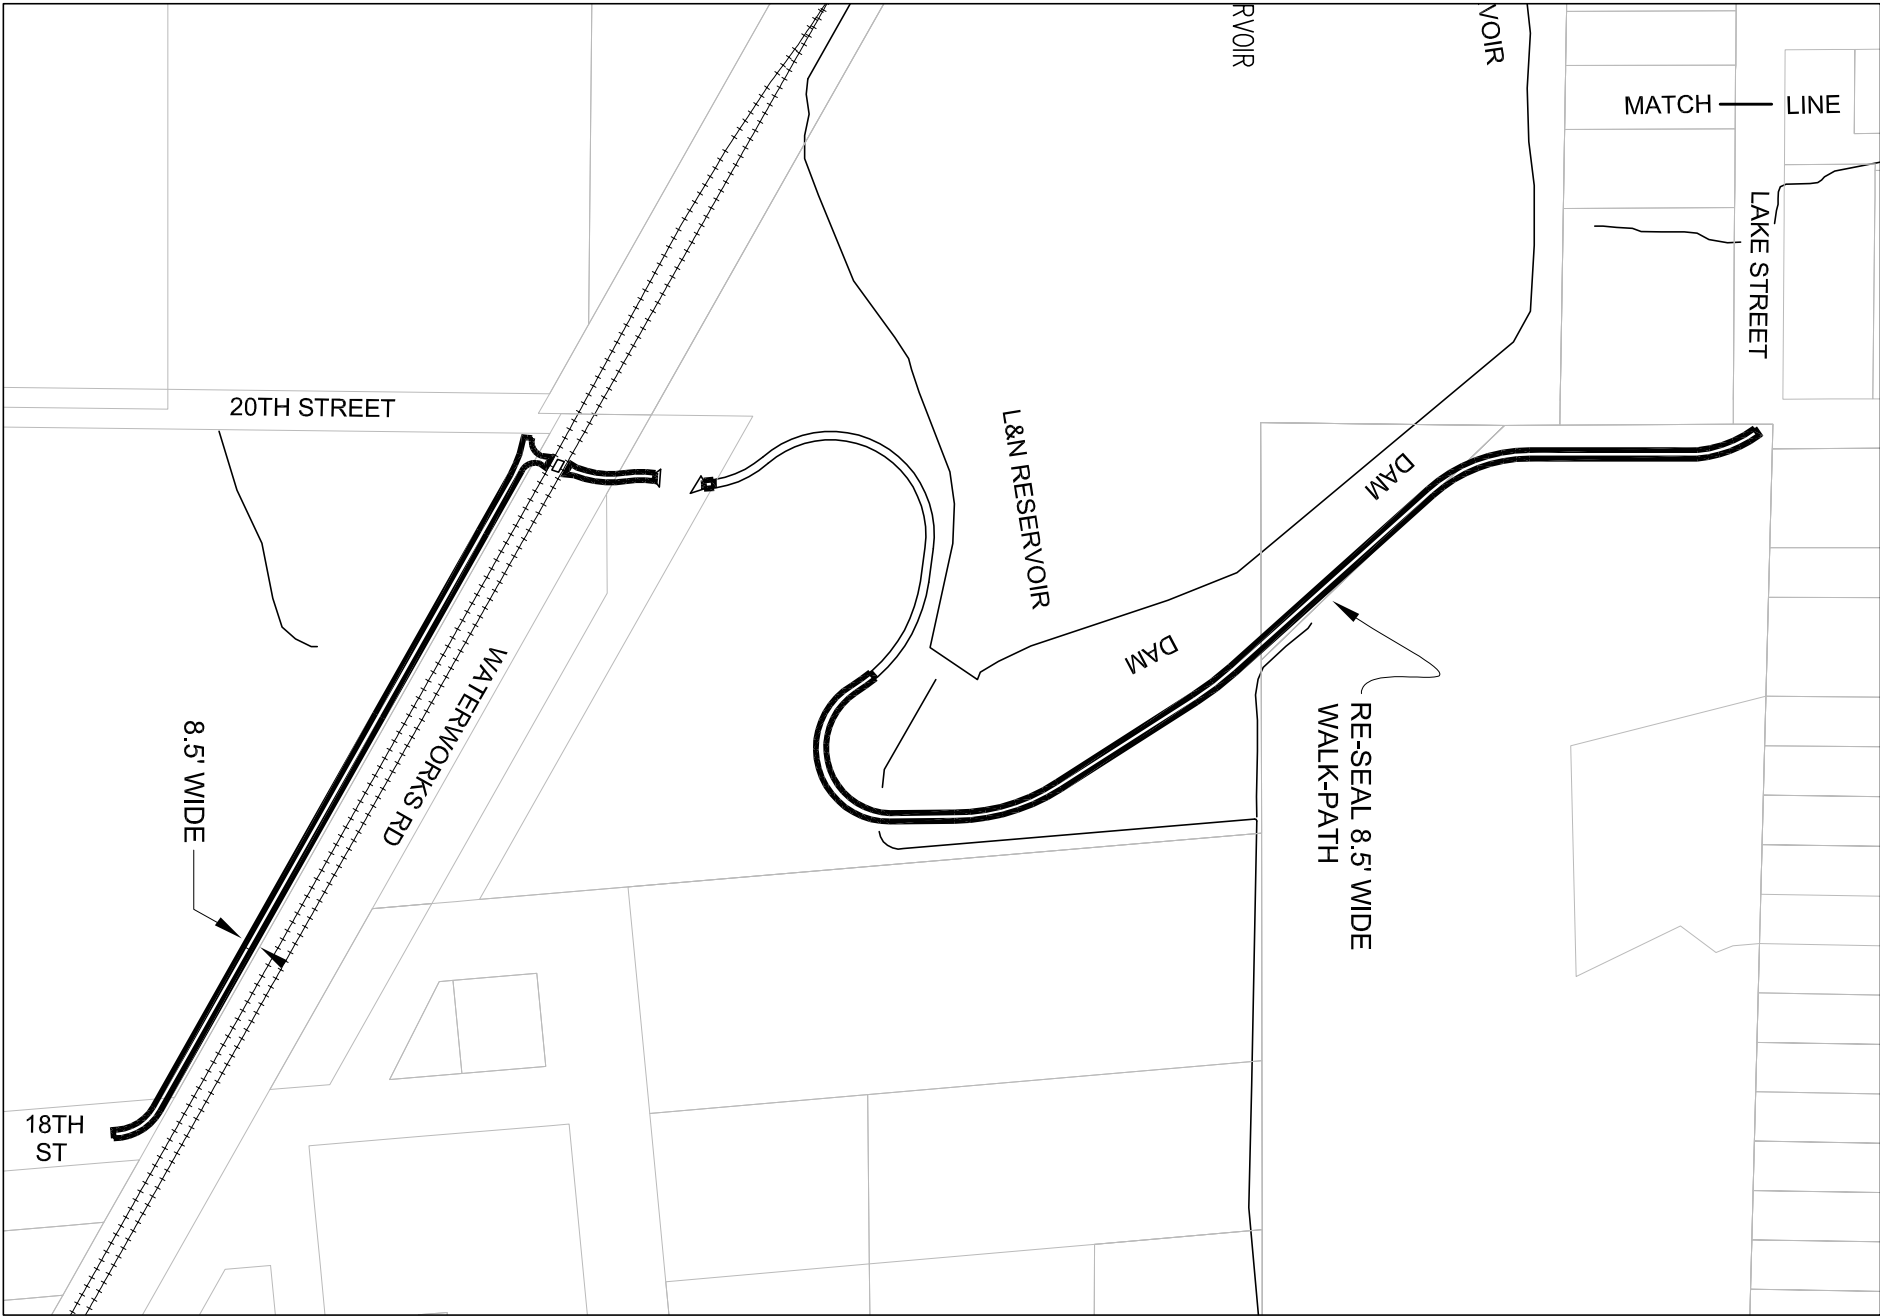 RVOIR
VOIR
MATCH
LINE
LAKE STREET
20TH STREET
L&N RESERVOIR
DAM
DAM
WATERWORKS RD
8.5' WIDE
RE-SEAL 8.5' WIDE
WALK-PATH
18TH
ST